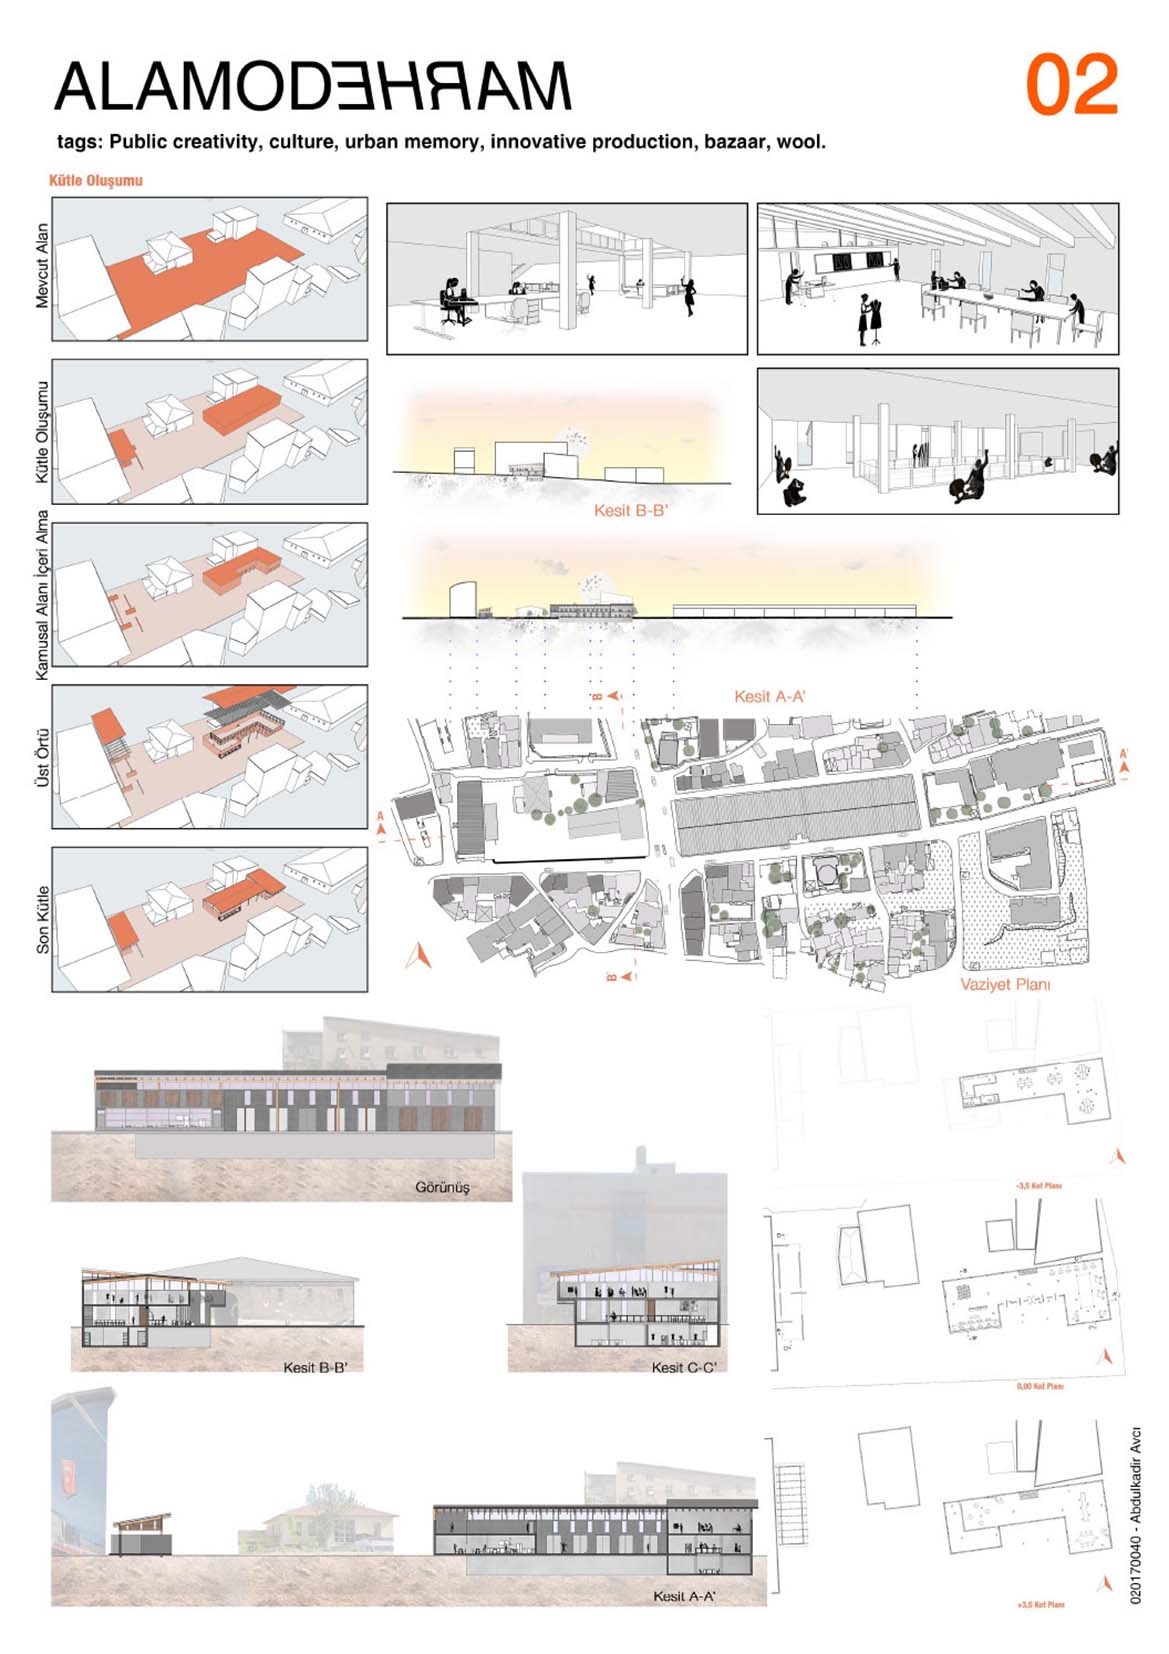 ALAMODƎHЯAM
02
tags: Public creativity, culture, urban memory, innovative production, bazaar, wool.
Kütle Oluşumu
Mevcut Alan
Kütle Oluşumu
Kamusal Alanı İçeri Alma
Üst Örtü
Son Kütle
Kesit B-B'
Kesit A-A'
B
A
A'
B'
Vaziyet Planı
Görünüş
-3,5 Kot Planı
Kesit B-B'
Kesit C-C'
0,00 Kot Planı
Kesit A-A'
+3,5 Kot Planı
020170040 - Abdulkadir Avcı